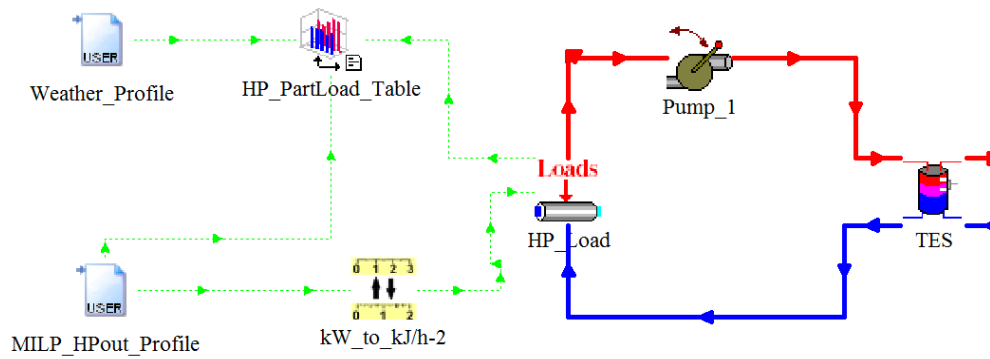 USER
Weather_Profile
HP_PartLoad_Table
Pump_1
Loads
HP_Load
TES
USER
MILP_HPout_Profile
0 1 2 3
0 1 2
kW_to_kJ/h-2